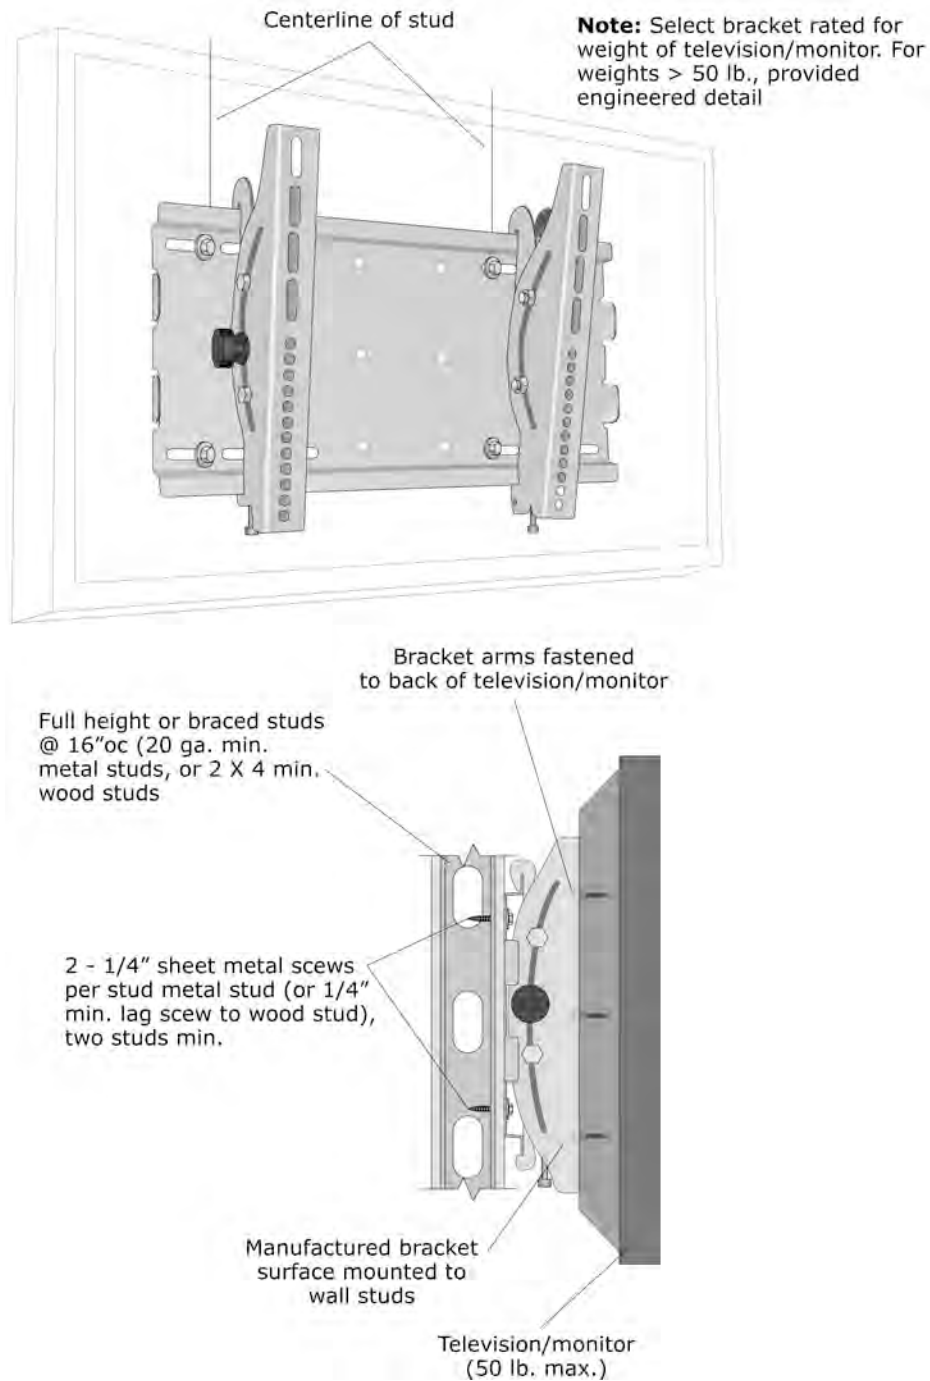 Centerline of stud
Note: Select bracket rated for
weight of television/monitor. For
weights > 50 lb., provided
engineered detail
Bracket arms fastened
to back of television/monitor
Full height or braced studs
@ 16"oc (20 ga. min.
metal studs, or 2 X 4 min.
wood studs
2 - 1/4" sheet metal scews
per stud metal stud (or 1/4"
min. lag scew to wood stud),
two studs min.
Manufactured bracket
surface mounted to
wall studs
Television/monitor
(50 lb. max.)